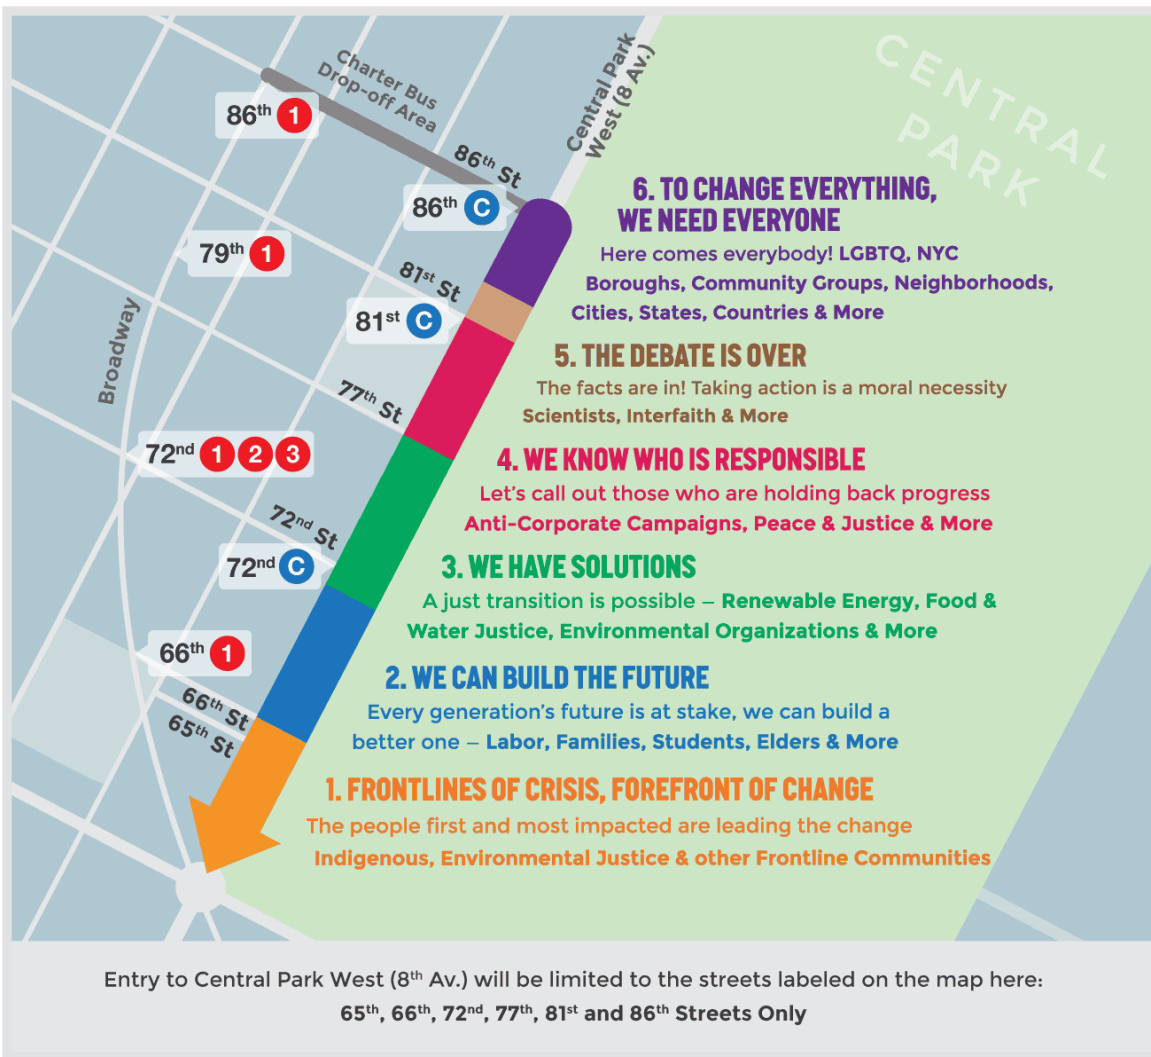 CENTRAL
PARK
Charter Bus
Drop-off Area
Central Park
West (8 Av.)
86th 1
86th St
86th C
6. TO CHANGE EVERYTHING,
WE NEED EVERYONE
Here comes everybody! LGBTQ, NYC
Boroughs, Community Groups, Neighborhoods,
Cities, States, Countries & More
79th 1
81st St
81st C
Broadway
5. THE DEBATE IS OVER
The facts are in! Taking action is a moral necessity
Scientists, Interfaith & More
77th St
72nd 1 2 3
4. WE KNOW WHO IS RESPONSIBLE
Let's call out those who are holding back progress
Anti-Corporate Campaigns, Peace & Justice & More
72nd St
72nd C
3. WE HAVE SOLUTIONS
A just transition is possible – Renewable Energy, Food &
Water Justice, Environmental Organizations & More
66th 1
66th St
65th St
2. WE CAN BUILD THE FUTURE
Every generation's future is at stake, we can build a
better one – Labor, Families, Students, Elders & More
1. FRONTLINES OF CRISIS, FOREFRONT OF CHANGE
The people first and most impacted are leading the change
Indigenous, Environmental Justice & other Frontline Communities
Entry to Central Park West (8th Av.) will be limited to the streets labeled on the map here:
65th, 66th, 72nd, 77th, 81st and 86th Streets Only